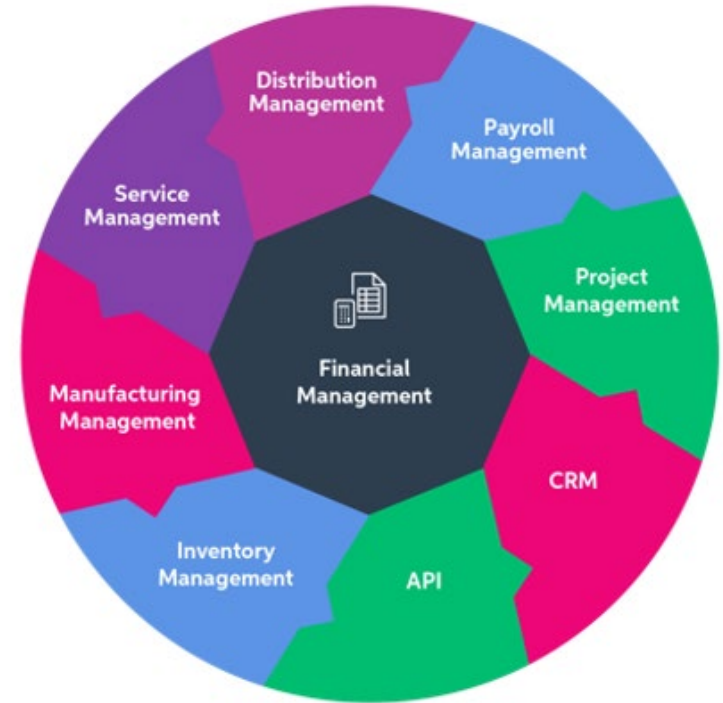 Distribution
Management
Payroll
Management
Project
Management
CRM
API
Inventory
Management
Manufacturing
Management
Service
Management
Financial
Management